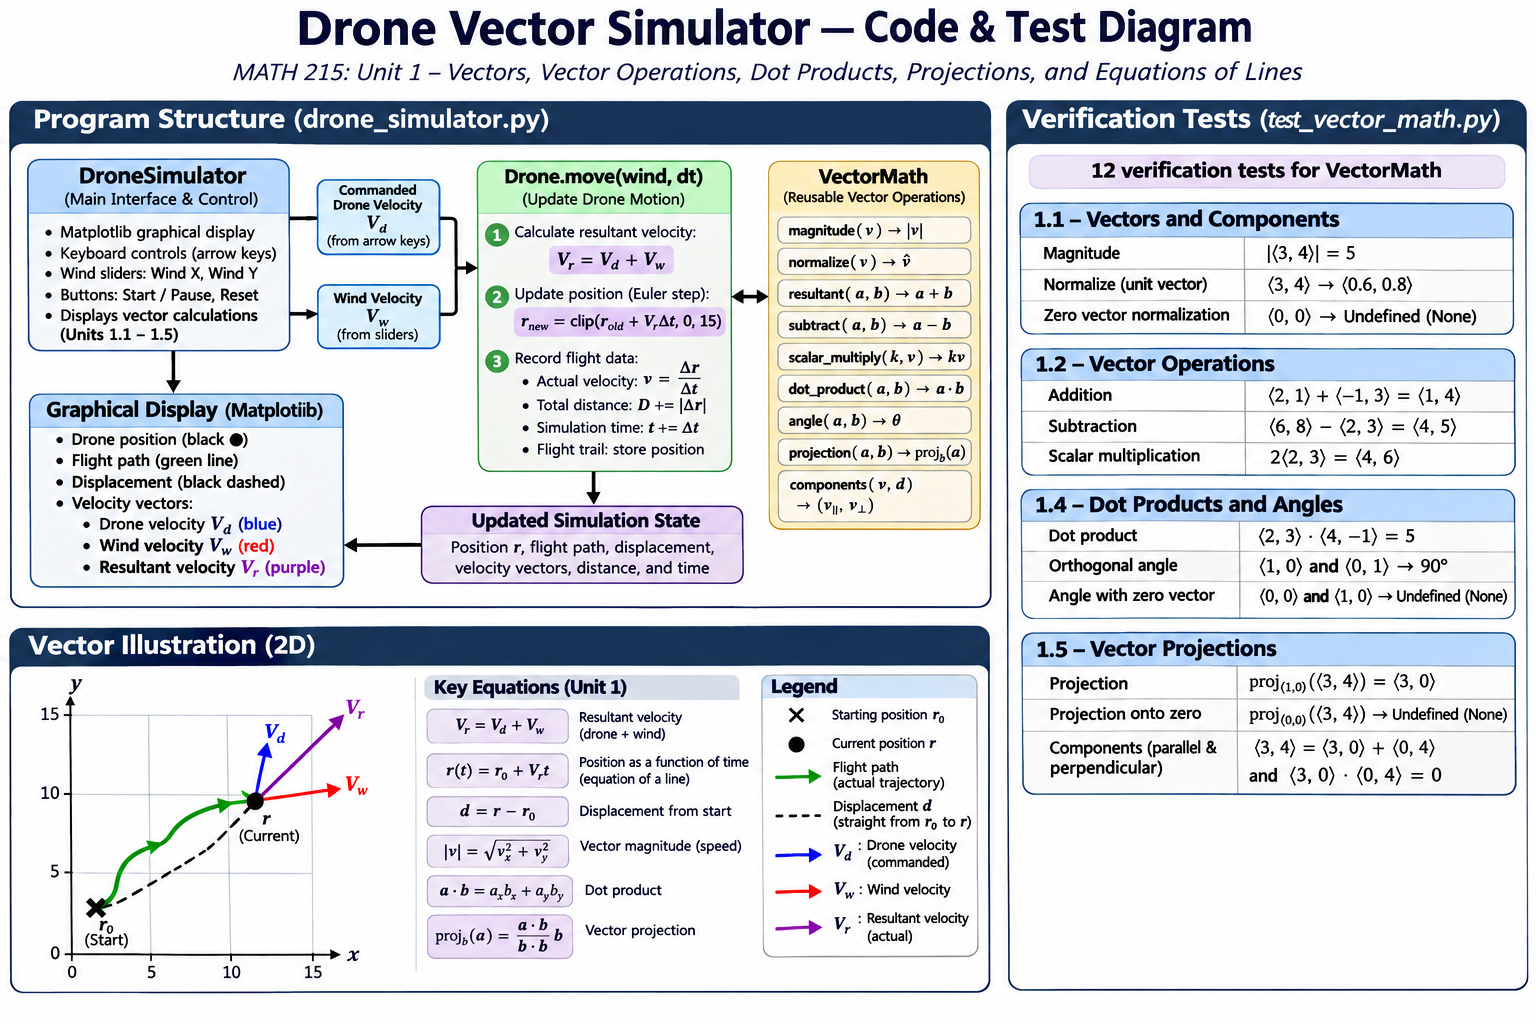 Drone Vector Simulator — Code & Test Diagram
MATH 215: Unit 1 – Vectors, Vector Operations, Dot Products, Projections, and Equations of Lines
Program Structure (drone_simulator.py)
DroneSimulator
(Main Interface & Control)
• Matplotlib graphical display
• Keyboard controls (arrow keys)
• Wind sliders: Wind X, Wind Y
• Buttons: Start / Pause, Reset
• Displays vector calculations
(Units 1.1 – 1.5)
Commanded
Drone Velocity
V_d
(from arrow keys)
Wind Velocity
V_w
(from sliders)
Drone.move(wind, dt)
(Update Drone Motion)
1 Calculate resultant velocity:
V_r = V_d + V_w
2 Update position (Euler step):
r_new = clip(r_old + V_rΔt, 0, 15)
3 Record flight data:
• Actual velocity: v = Δr/Δt
• Total distance: D += |Δr|
• Simulation time: t += Δt
• Flight trail: store position
VectorMath
(Reusable Vector Operations)
magnitude(v) → |v|
normalize(v) → v̂
resultant(a, b) → a + b
subtract(a, b) → a − b
scalar_multiply(k, v) → kv
dot_product(a, b) → a · b
angle(a, b) → θ
projection(a, b) → proj_b(a)
components(v, d)
→ (v_∥, v_⊥)
Graphical Display (Matplotlib)
• Drone position (black ●)
• Flight path (green line)
• Displacement (black dashed)
• Velocity vectors:
• Drone velocity V_d (blue)
• Wind velocity V_w (red)
• Resultant velocity V_r (purple)
Updated Simulation State
Position r, flight path, displacement,
velocity vectors, distance, and time
Vector Illustration (2D)
y
15
10
5
0
0 5 10 15
x
V_r
V_d
V_w
r
(Current)
r_0
(Start)
Key Equations (Unit 1)
V_r = V_d + V_w
Resultant velocity
(drone + wind)
r(t) = r_0 + V_r t
Position as a function of time
(equation of a line)
d = r − r_0
Displacement from start
|v| = √(v_x² + v_y²)
Vector magnitude (speed)
a · b = a_x b_x + a_y b_y
Dot product
proj_b(a) = (a · b)/(b · b) b
Vector projection
Legend
Starting position r_0
Current position r
Flight path
(actual trajectory)
Displacement d
(straight from r_0 to r)
V_d : Drone velocity
(commanded)
V_w : Wind velocity
V_r : Resultant velocity
(actual)
Verification Tests (test_vector_math.py)
12 verification tests for VectorMath
1.1 – Vectors and Components
Magnitude |⟨3, 4⟩| = 5
Normalize (unit vector) ⟨3, 4⟩ → ⟨0.6, 0.8⟩
Zero vector normalization ⟨0, 0⟩ → Undefined (None)
1.2 – Vector Operations
Addition ⟨2, 1⟩ + ⟨−1, 3⟩ = ⟨1, 4⟩
Subtraction ⟨6, 8⟩ − ⟨2, 3⟩ = ⟨4, 5⟩
Scalar multiplication 2⟨2, 3⟩ = ⟨4, 6⟩
1.4 – Dot Products and Angles
Dot product ⟨2, 3⟩ · ⟨4, −1⟩ = 5
Orthogonal angle ⟨1, 0⟩ and ⟨0, 1⟩ → 90°
Angle with zero vector ⟨0, 0⟩ and ⟨1, 0⟩ → Undefined (None)
1.5 – Vector Projections
Projection proj_⟨1,0⟩(⟨3, 4⟩) = ⟨3, 0⟩
Projection onto zero proj_⟨0,0⟩(⟨3, 4⟩) → Undefined (None)
Components (parallel & ⟨3, 4⟩ = ⟨3, 0⟩ + ⟨0, 4⟩
perpendicular) and ⟨3, 0⟩ · ⟨0, 4⟩ = 0